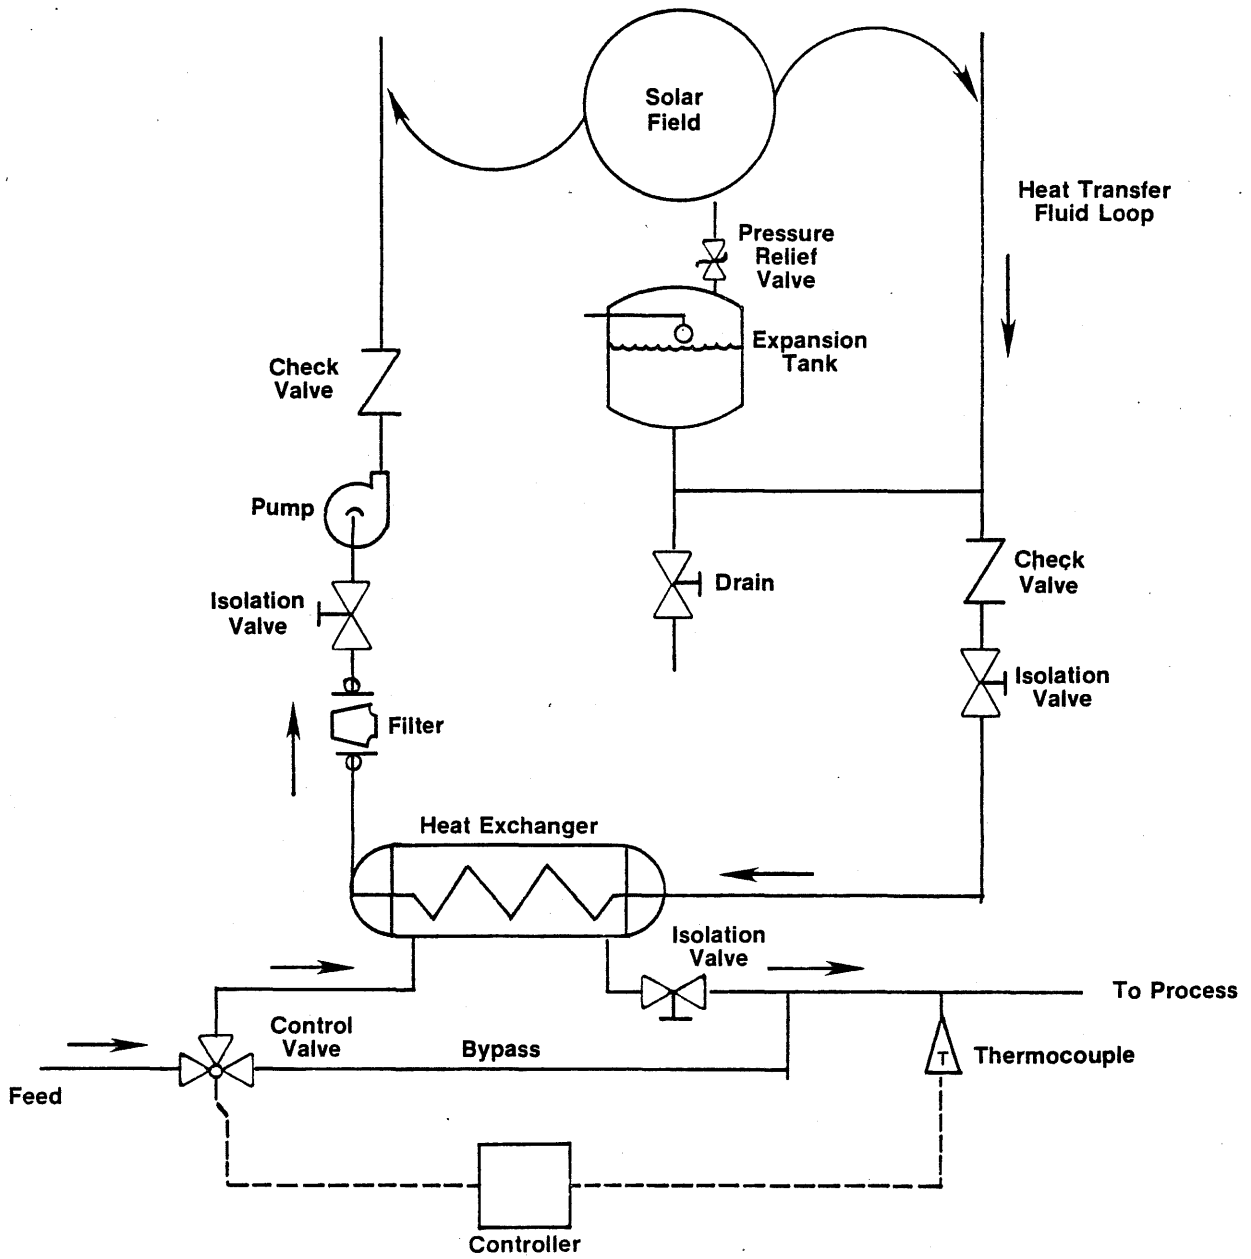 Solar
Field
Heat Transfer
Fluid Loop
Pressure
Relief
Valve
Expansion
Tank
Check
Valve
Pump
Isolation
Valve
Drain
Check
Valve
Isolation
Valve
Filter
Heat Exchanger
Isolation
Valve
To Process
Control
Valve
Bypass
T
Thermocouple
Feed
Controller